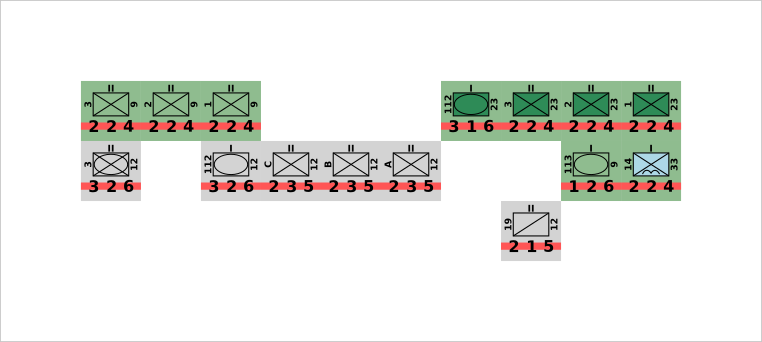 II II II I II II II
3 9 2 9 1 9 112 23 3 23 2 23 1 23
2 2 4 2 2 4 2 2 4 3 1 6 2 2 4 2 2 4 2 2 4
II I II II II I I
3 12 112 12 C 12 B 12 A 12 113 9 14 33
3 2 6 3 2 6 2 3 5 2 3 5 2 3 5 1 2 6 2 2 4
II
19 12
2 1 5